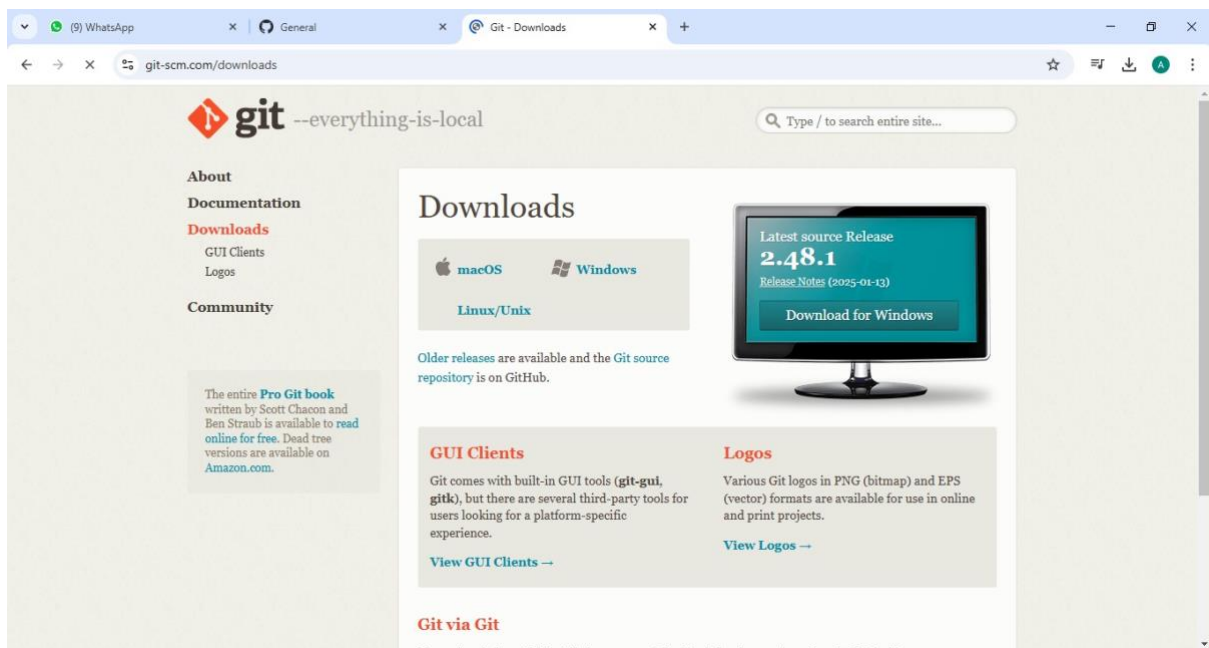 (9) WhatsApp
General
Git - Downloads
git-scm.com/downloads
A
git --everything-is-local
Type / to search entire site...
About
Documentation
Downloads
GUI Clients
Logos
Community
The entire Pro Git book
written by Scott Chacon and
Ben Straub is available to read
online for free. Dead tree
versions are available on
Amazon.com.
Downloads
macOS
Windows
Linux/Unix
Older releases are available and the Git source
repository is on GitHub.
Latest source Release
2.48.1
Release Notes (2025-01-13)
Download for Windows
GUI Clients
Git comes with built-in GUI tools (git-gui,
gitk), but there are several third-party tools for
users looking for a platform-specific
experience.
View GUI Clients →
Logos
Various Git logos in PNG (bitmap) and EPS
(vector) formats are available for use in online
and print projects.
View Logos →
Git via Git